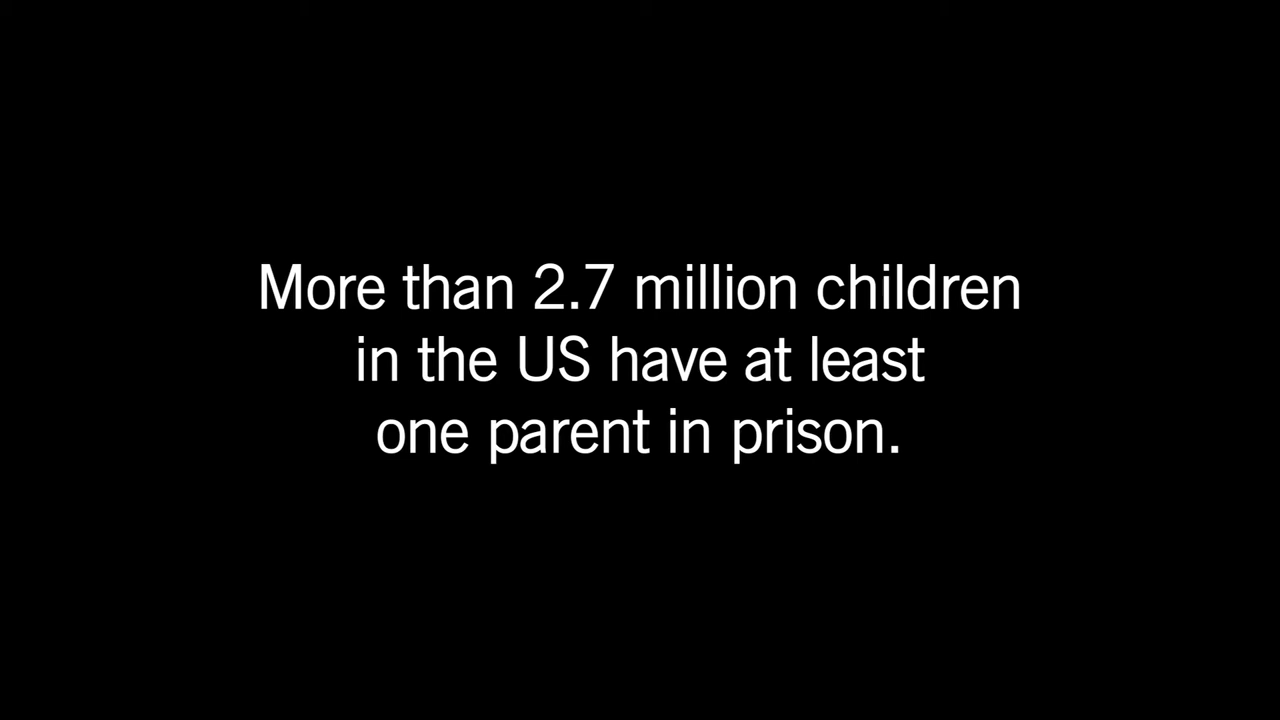 More than 2.7 million children
in the US have at least
one parent in prison.